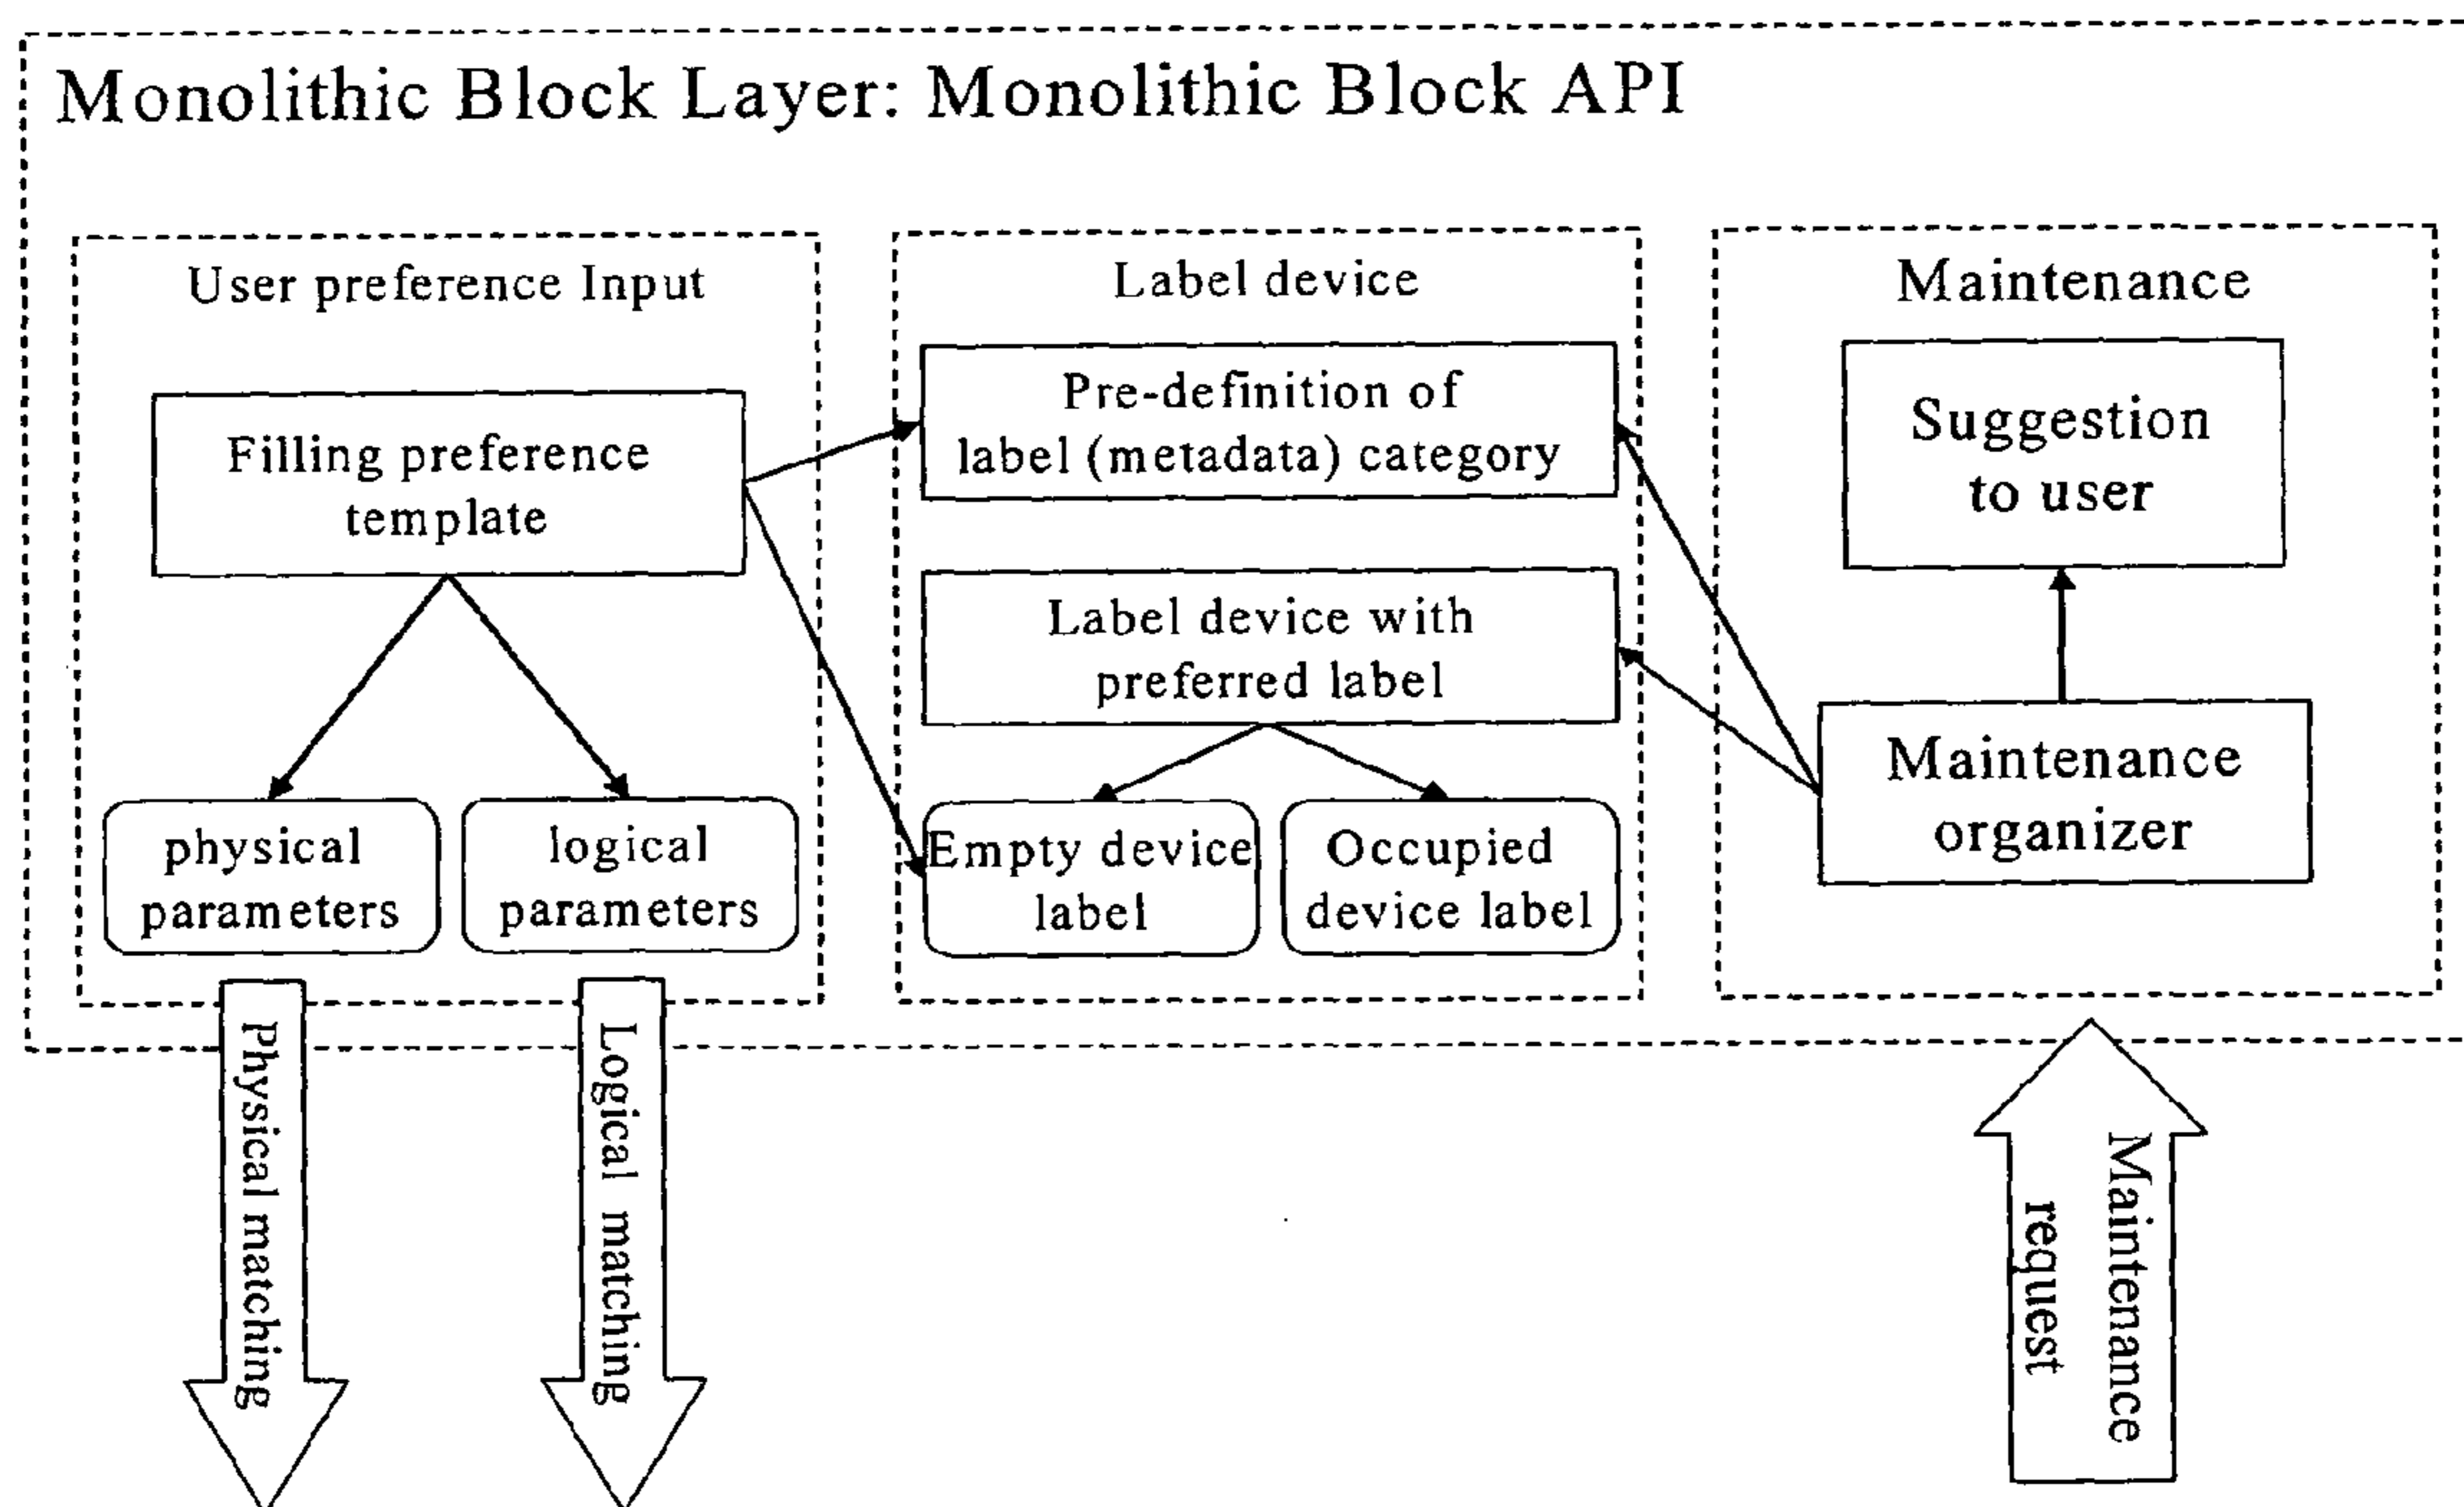 Monolithic Block Layer: Monolithic Block API
User preference Input
Filling preference
template
physical
parameters
logical
parameters
Label device
Pre-definition of
label (metadata) category
Label device with
preferred label
Empty device
label
Occupied
device label
Maintenance
Suggestion
to user
Maintenance
organizer
Physical matching
Logical matching
Maintenance
request